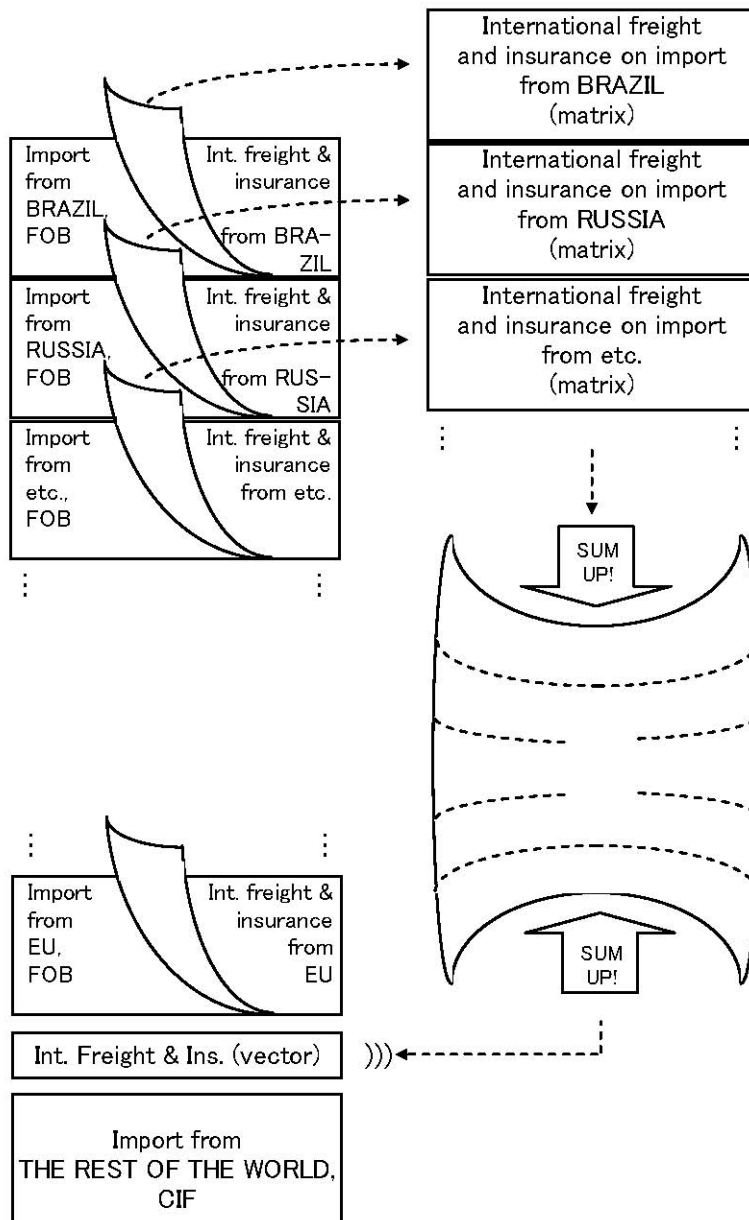 International freight
and insurance on import
from BRAZIL
(matrix)
Import
from
BRAZIL,
FOB
Int. freight &
insurance
from BRA-
ZIL
International freight
and insurance on import
from RUSSIA
(matrix)
Import
from
RUSSIA,
FOB
Int. freight &
insurance
from RUS-
SIA
International freight
and insurance on import
from etc.
(matrix)
Import
from
etc.,
FOB
Int. freight &
insurance
from etc.
SUM
UP!
Import
from
EU,
FOB
Int. freight &
insurance
from
EU
SUM
UP!
Int. Freight & Ins. (vector)
)))
Import from
THE REST OF THE WORLD,
CIF